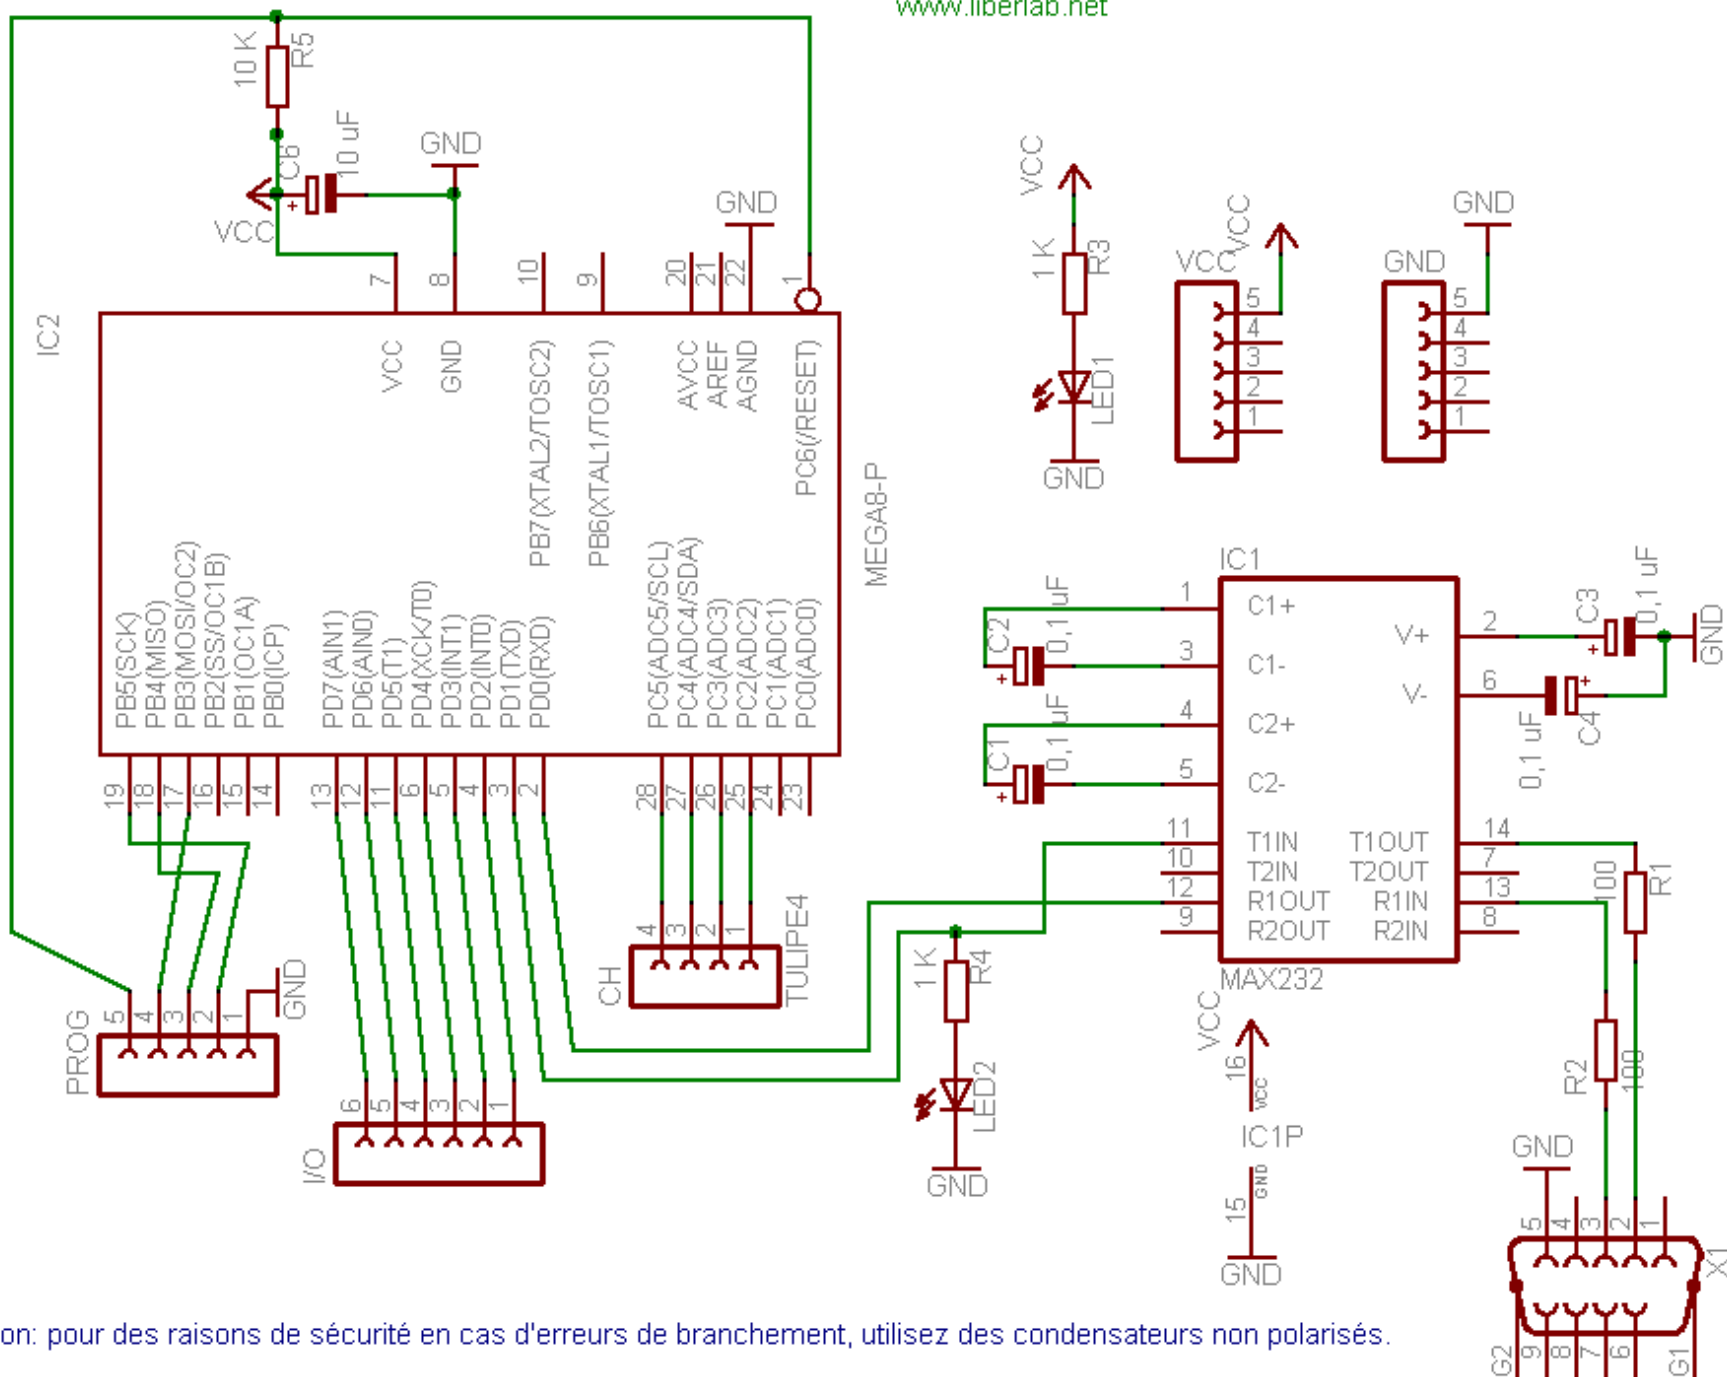 www.liberlab.net
10 K
R5
C6
10 uF
GND
VCC
GND
7
8
10
9
20
21
22
1
IC2
VCC
GND
PB7(XTAL2/TOSC2)
PB6(XTAL1/TOSC1)
AVCC
AREF
AGND
PC6(/RESET)
MEGA8-P
PB5(SCK)
PB4(MISO)
PB3(MOSI/OC2)
PB2(SS/OC1B)
PB1(OC1A)
PB0(ICP)
PD7(AIN1)
PD6(AIN0)
PD5(T1)
PD4(XCK/T0)
PD3(INT1)
PD2(INT0)
PD1(TXD)
PD0(RXD)
PC5(ADC5/SCL)
PC4(ADC4/SDA)
PC3(ADC3)
PC2(ADC2)
PC1(ADC1)
PC0(ADC0)
19
18
17
16
15
14
13
12
11
6
5
4
3
2
28
27
26
25
24
23
PROG
5
4
3
2
1
GND
I/O
6
5
4
3
2
1
CH
4
3
2
1
TULIPE4
VCC
1 K
R3
LED1
GND
VCC
VCC
5
4
3
2
1
GND
GND
5
4
3
2
1
IC1
1
C1+
C2
0,1 uF
3
C1-
4
C2+
C1
0,1 uF
5
C2-
V+
2
C3
0,1 uF
GND
V-
6
0,1 uF
C4
11
T1IN
T1OUT
14
10
T2IN
T2OUT
7
12
R1OUT
R1IN
13
9
R2OUT
R2IN
8
MAX232
100
R1
R2
100
1K
R4
LED2
GND
VCC
16
VCC
IC1P
15
GND
GND
GND
5
4
3
2
1
X1
G2
9
8
7
6
G1
on: pour des raisons de sécurité en cas d'erreurs de branchement, utilisez des condensateurs non polarisés.